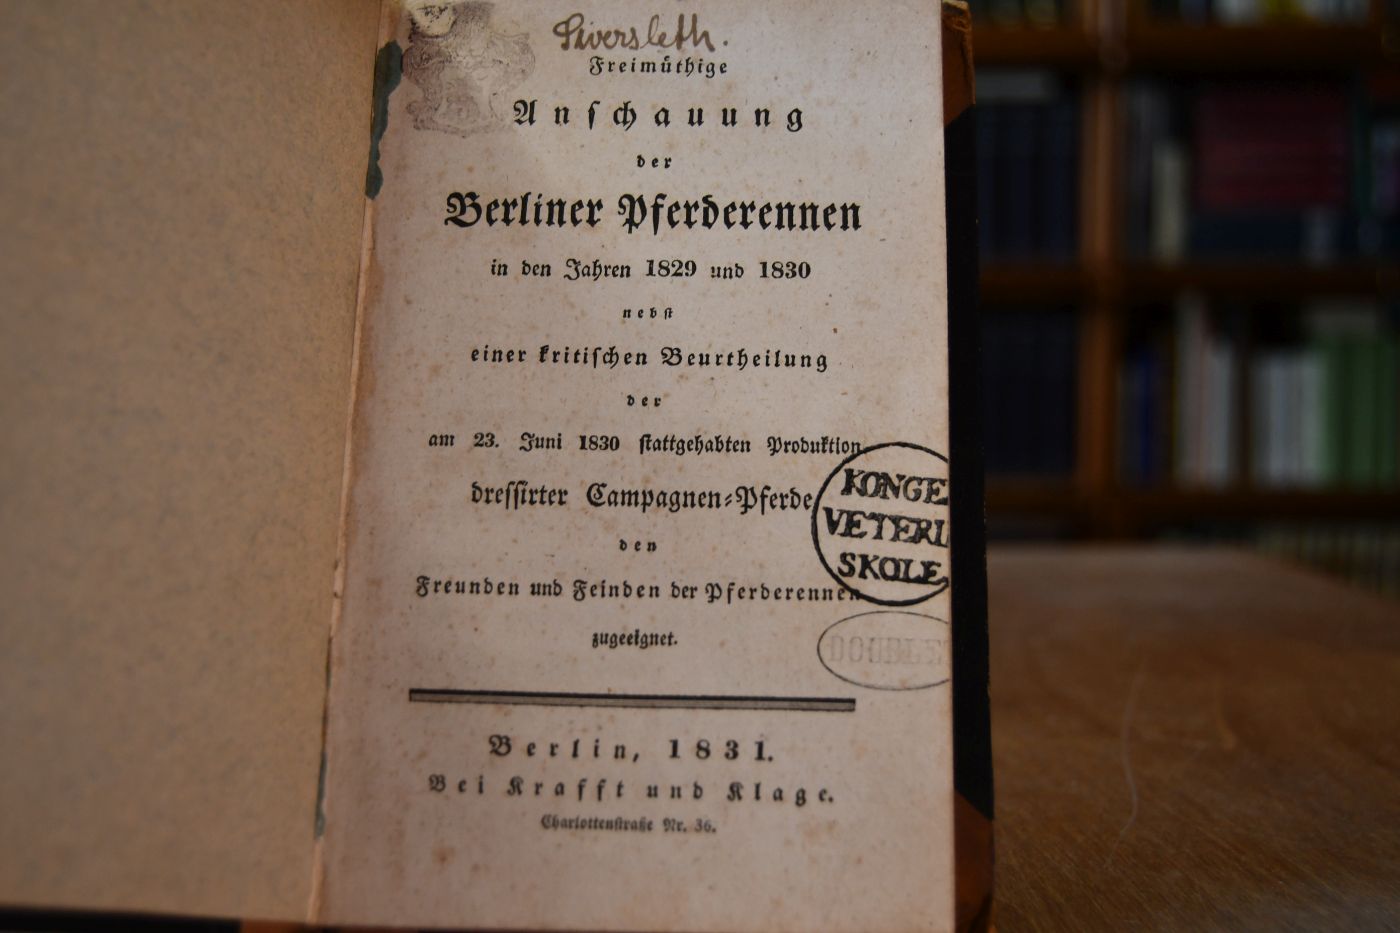 Freimüthige
Anschauung
der
Berliner Pferderennen
in den Jahren 1829 und 1830
nebst
einer kritischen Beurtheilung
der
am 23. Juni 1830 stattgehabten Produktion
dressirter Campagnen-Pferde
den
Freunden und Feinden der Pferderennen
zugeeignet.
KONGE
VETERI
SKOLE
DOUBLE
Berlin, 1831.
Bei Krafft und Klage.
Charlottenstraße Nr. 36.